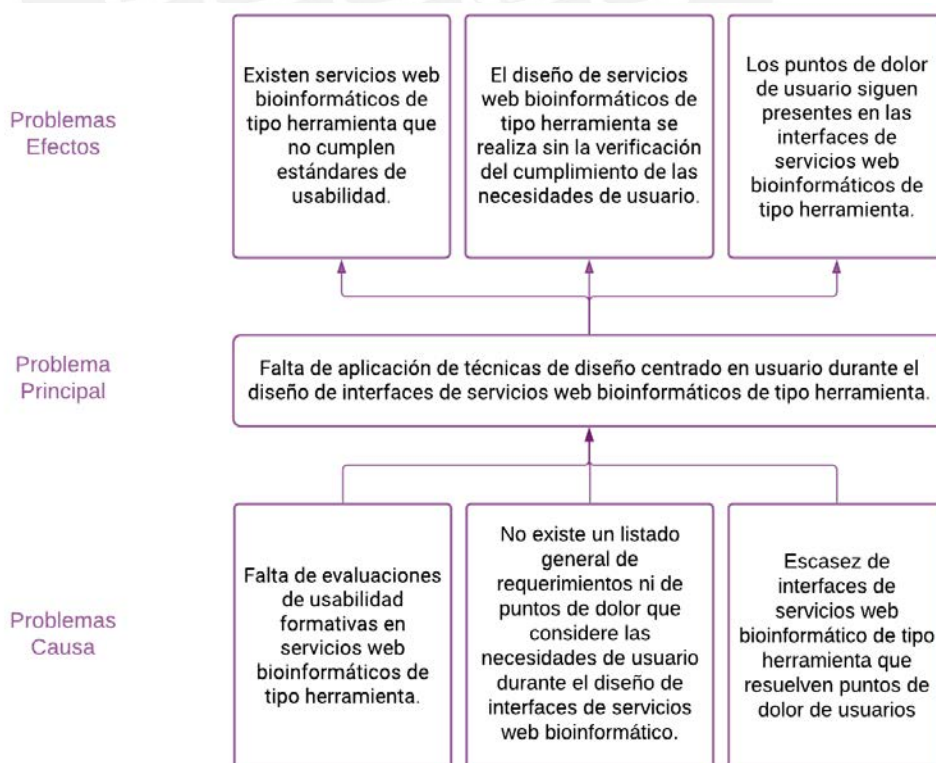 Problemas
Efectos
Existen servicios web
bioinformáticos de
tipo herramienta que
no cumplen
estándares de
usabilidad.
El diseño de servicios
web bioinformáticos de
tipo herramienta se
realiza sin la verificación
del cumplimiento de las
necesidades de usuario.
Los puntos de dolor
de usuario siguen
presentes en las
interfaces de
servicios web
bioinformáticos de
tipo herramienta.
Problema
Principal
Falta de aplicación de técnicas de diseño centrado en usuario durante el
diseño de interfaces de servicios web bioinformáticos de tipo herramienta.
Problemas
Causa
Falta de evaluaciones
de usabilidad
formativas en
servicios web
bioinformáticos de
tipo herramienta.
No existe un listado
general de
requerimientos ni de
puntos de dolor que
considere las
necesidades de usuario
durante el diseño de
interfaces de servicios
web bioinformático.
Escasez de
interfaces de
servicios web
bioinformático de tipo
herramienta que
resuelven puntos de
dolor de usuarios